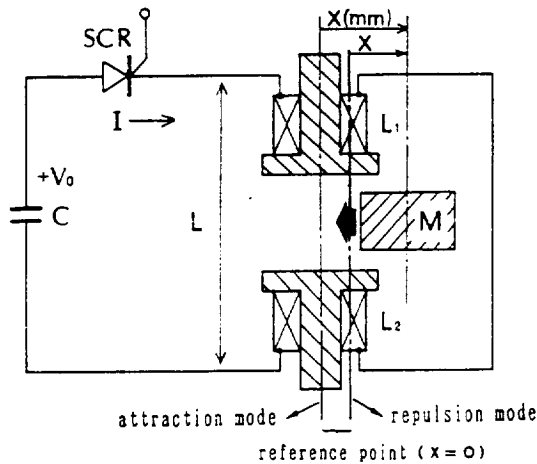 X(mm)
X
SCR
I
L₁
+V₀
C
L
M
L₂
attraction mode
repulsion mode
reference point (X=0)